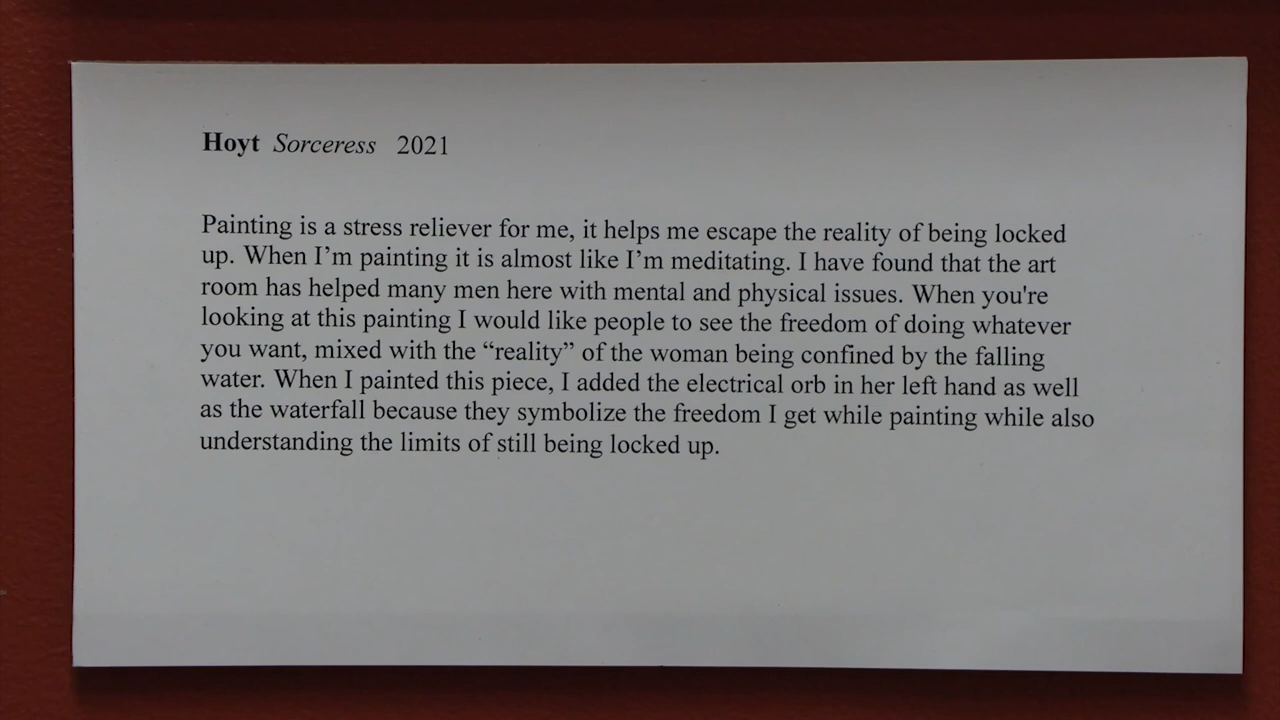 Hoyt Sorceress 2021
Painting is a stress reliever for me, it helps me escape the reality of being locked
up. When I’m painting it is almost like I’m meditating. I have found that the art
room has helped many men here with mental and physical issues. When you're
looking at this painting I would like people to see the freedom of doing whatever
you want, mixed with the “reality” of the woman being confined by the falling
water. When I painted this piece, I added the electrical orb in her left hand as well
as the waterfall because they symbolize the freedom I get while painting while also
understanding the limits of still being locked up.